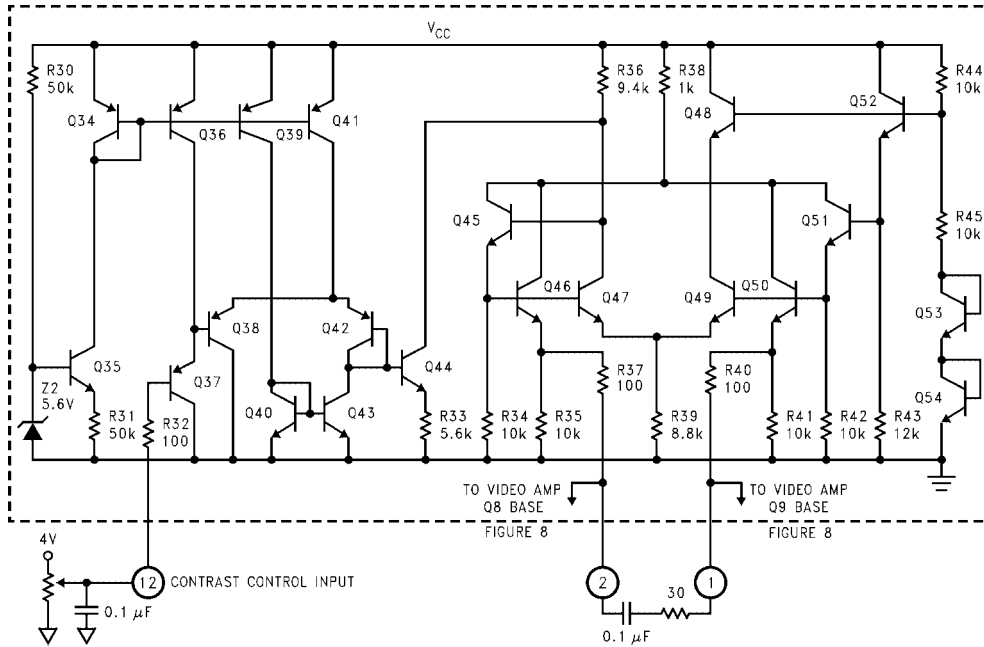 VCC
R30
50k
Q34
Q36
Q39
Q41
R36
9.4k
R38
1k
Q48
Q52
R44
10k
Q45
Q51
R45
10k
Q46
Q47
Q49
Q50
Q53
Q38
Q42
Q35
Q37
Q44
Q54
Z2
5.6V
R31
50k
R32
100
Q40
Q43
R33
5.6k
R34
10k
R35
10k
R37
100
R39
8.8k
R40
100
R41
10k
R42
10k
R43
12k
TO VIDEO AMP
Q8 BASE
TO VIDEO AMP
Q9 BASE
FIGURE 8
FIGURE 8
4V
12
CONTRAST CONTROL INPUT
0.1 μF
2
1
30
0.1 μF